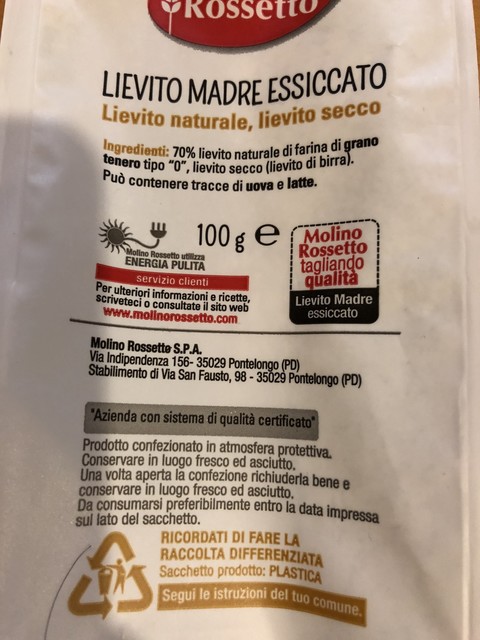 Rossetto
LIEVITO MADRE ESSICCATO
Lievito naturale, lievito secco
Ingredienti: 70% lievito naturale di farina di grano
tenero tipo "0", lievito secco (lievito di birra).
Può contenere tracce di uova e latte.
100 g e
Molino Rossetto utilizza
ENERGIA PULITA
servizio clienti
Per ulteriori informazioni e ricette,
scriveteci o consultate il sito web
www.molinorossetto.com
Molino
Rossetto
tagliando
qualità
Lievito Madre
essiccato
Molino Rossetto S.P.A.
Via Indipendenza 156- 35029 Pontelongo (PD)
Stabilimento di Via San Fausto, 98 - 35029 Pontelongo (PD)
"Azienda con sistema di qualità certificato"
Prodotto confezionato in atmosfera protettiva.
Conservare in luogo fresco ed asciutto.
Una volta aperta la confezione richiuderla bene e
conservare in luogo fresco ed asciutto.
Da consumarsi preferibilmente entro la data impressa
sul lato del sacchetto.
RICORDATI DI FARE LA
RACCOLTA DIFFERENZIATA
Sacchetto prodotto: PLASTICA
Segui le istruzioni del tuo comune.